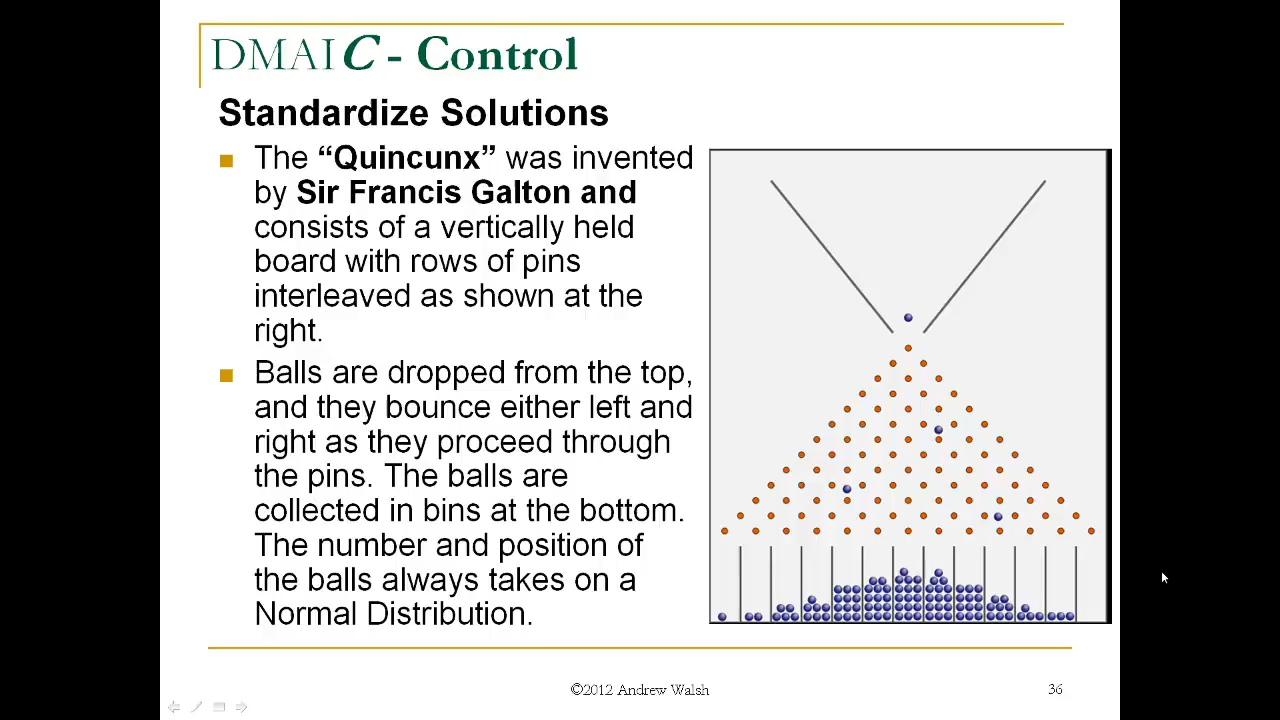 DMAIC - Control
Standardize Solutions
The “Quincunx” was invented
by Sir Francis Galton and
consists of a vertically held
board with rows of pins
interleaved as shown at the
right.
Balls are dropped from the top,
and they bounce either left and
right as they proceed through
the pins. The balls are
collected in bins at the bottom.
The number and position of
the balls always takes on a
Normal Distribution.
©2012 Andrew Walsh
36